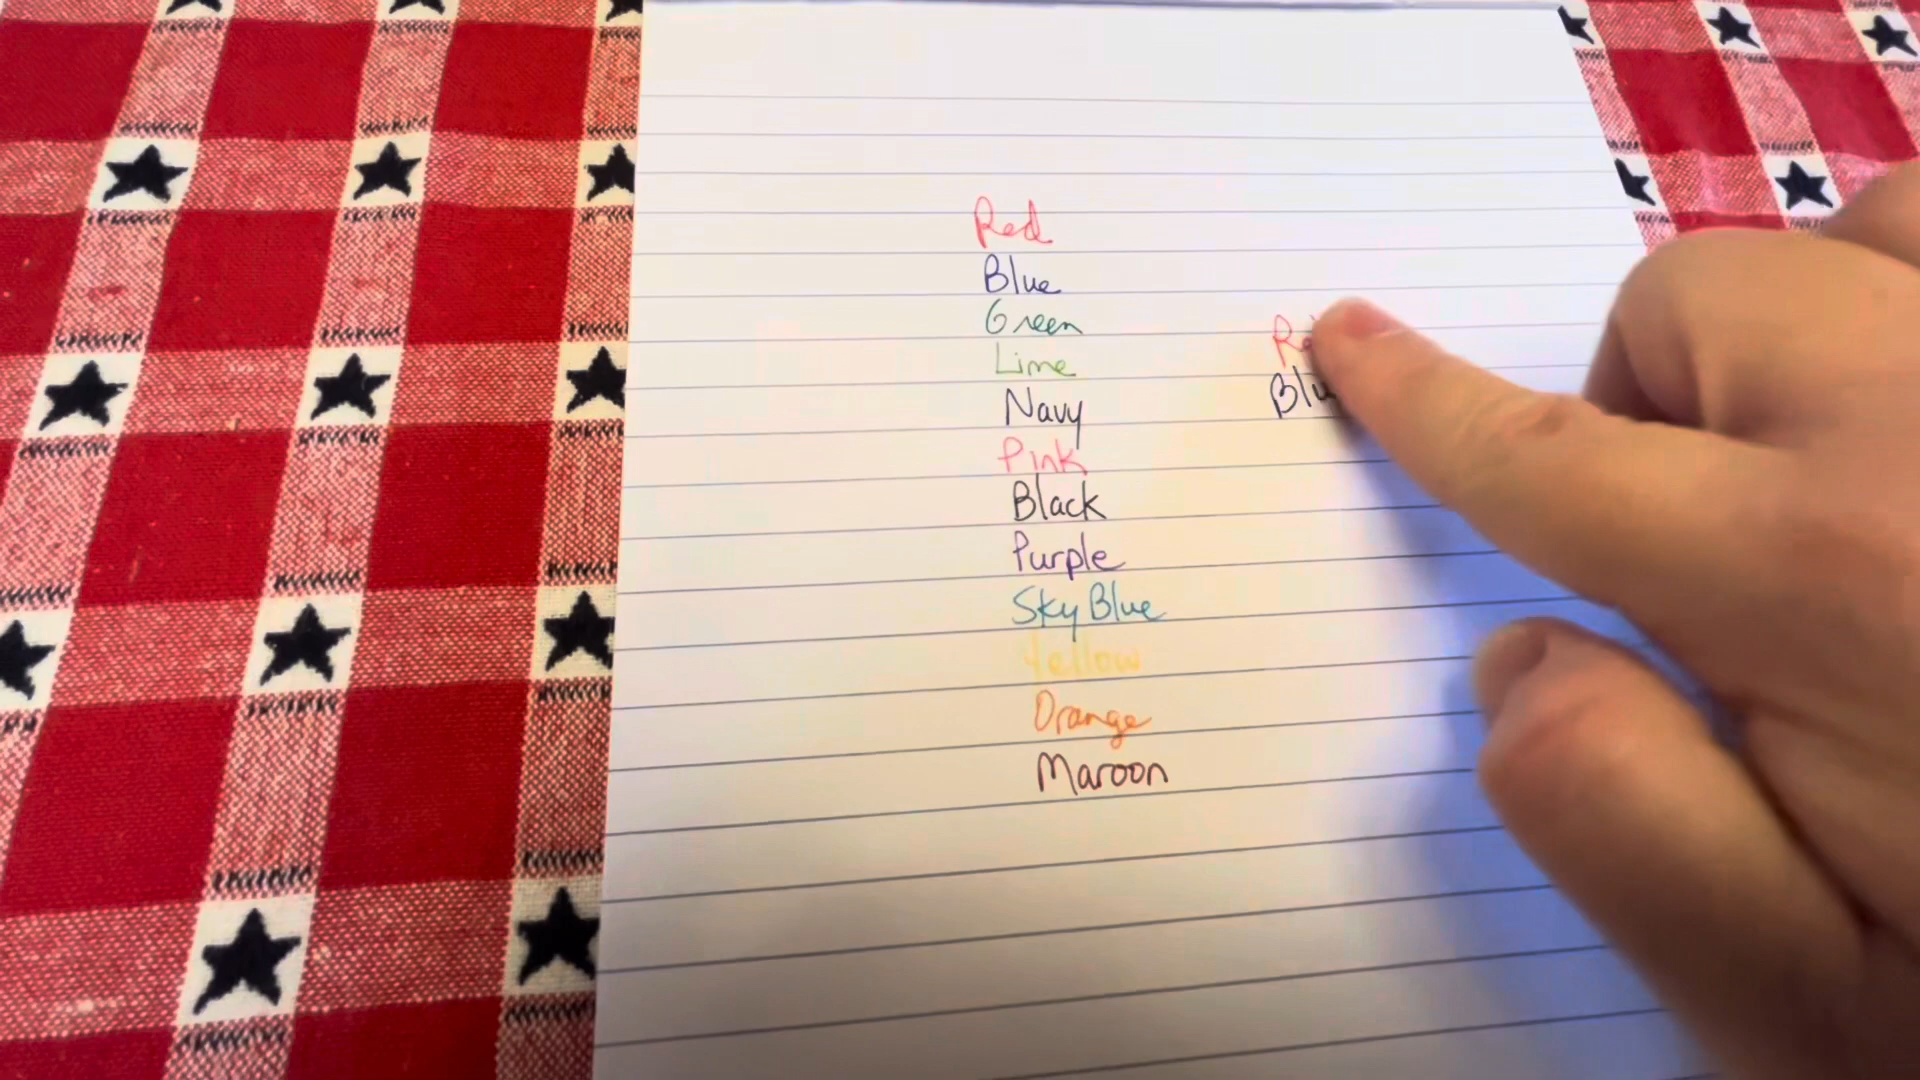 Red
Blue
Green
Lime
Navy
Pink
Black
Purple
Sky Blue
Yellow
Orange
Maroon